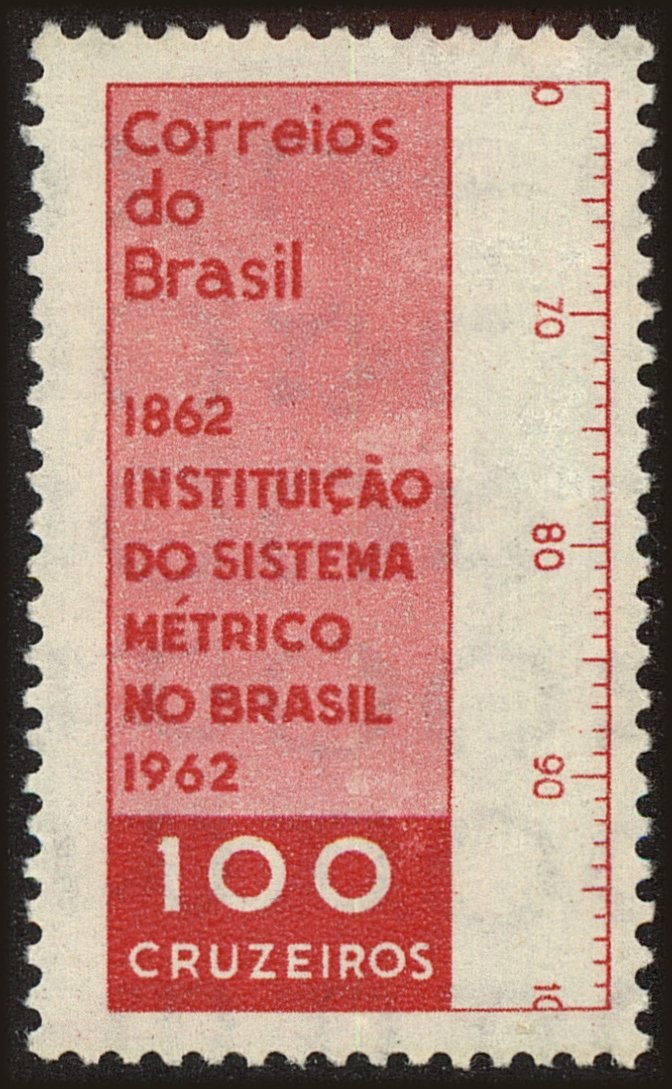 Correios
do
Brasil
1862
INSTITUIÇÃO
DO SISTEMA
MÉTRICO
NO BRASIL
1962
100
CRUZEIROS
0
70
80
90
10